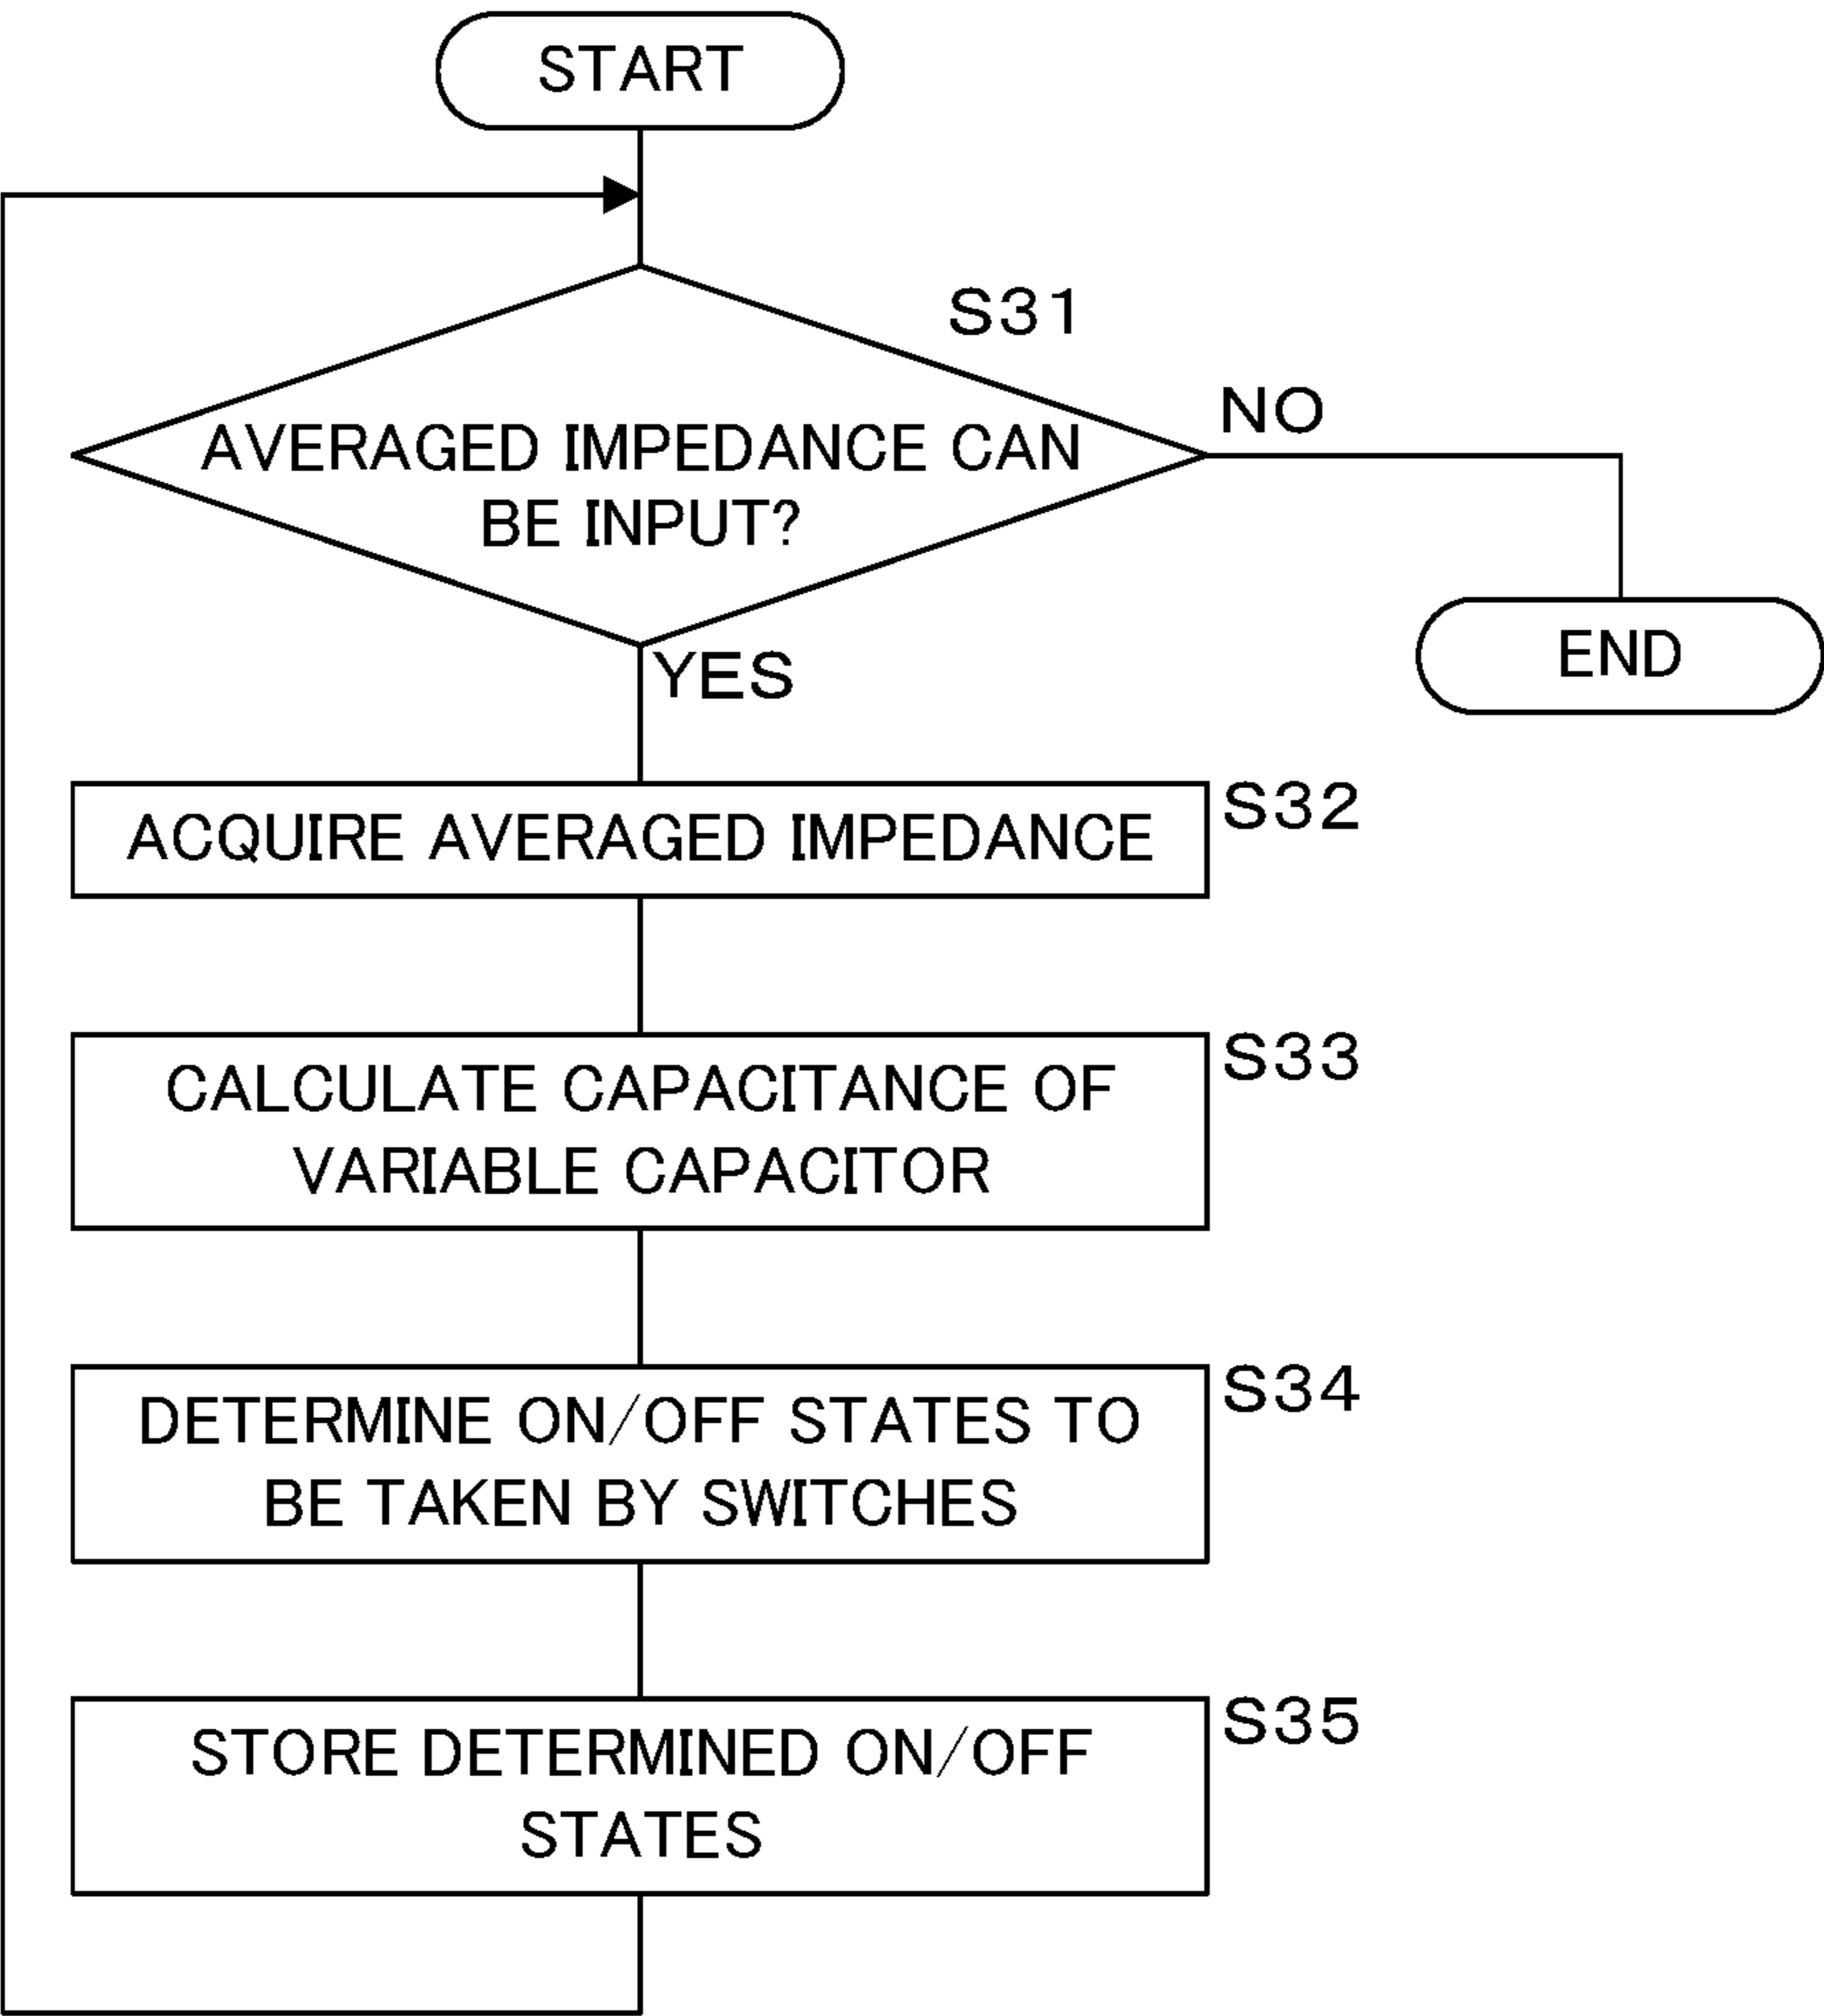 START
S31
NO
AVERAGED IMPEDANCE CAN
BE INPUT?
YES
END
S32
ACQUIRE AVERAGED IMPEDANCE
S33
CALCULATE CAPACITANCE OF
VARIABLE CAPACITOR
S34
DETERMINE ON/OFF STATES TO
BE TAKEN BY SWITCHES
S35
STORE DETERMINED ON/OFF
STATES